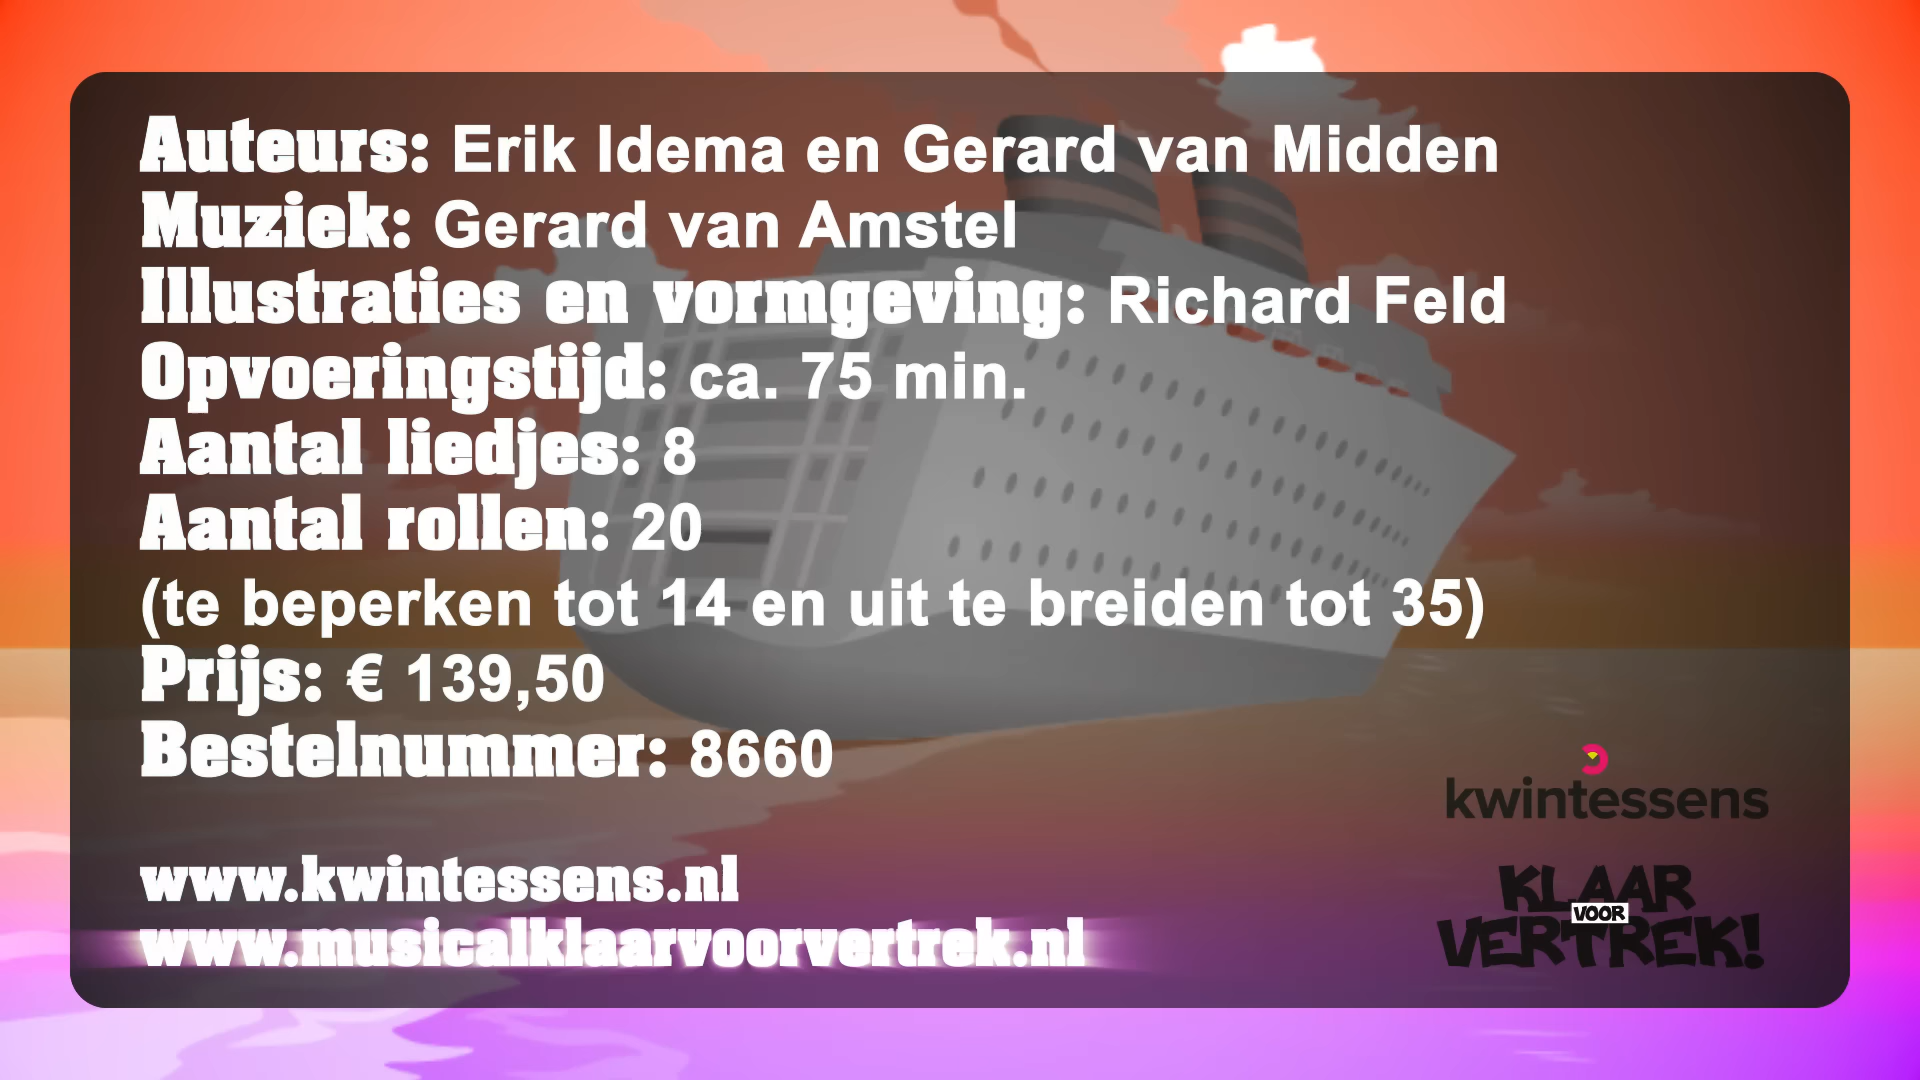 Auteurs: Erik Idema en Gerard van Midden
Muziek: Gerard van Amstel
Illustraties en vormgeving: Richard Feld
Opvoeringstijd: ca. 75 min.
Aantal liedjes: 8
Aantal rollen: 20
(te beperken tot 14 en uit te breiden tot 35)
Prijs: € 139,50
Bestelnummer: 8660
www.kwintessens.nl
www.musicalklaarvoorvertrek.nl
kwintessens
KLAAR
VOOR
VERTREK!